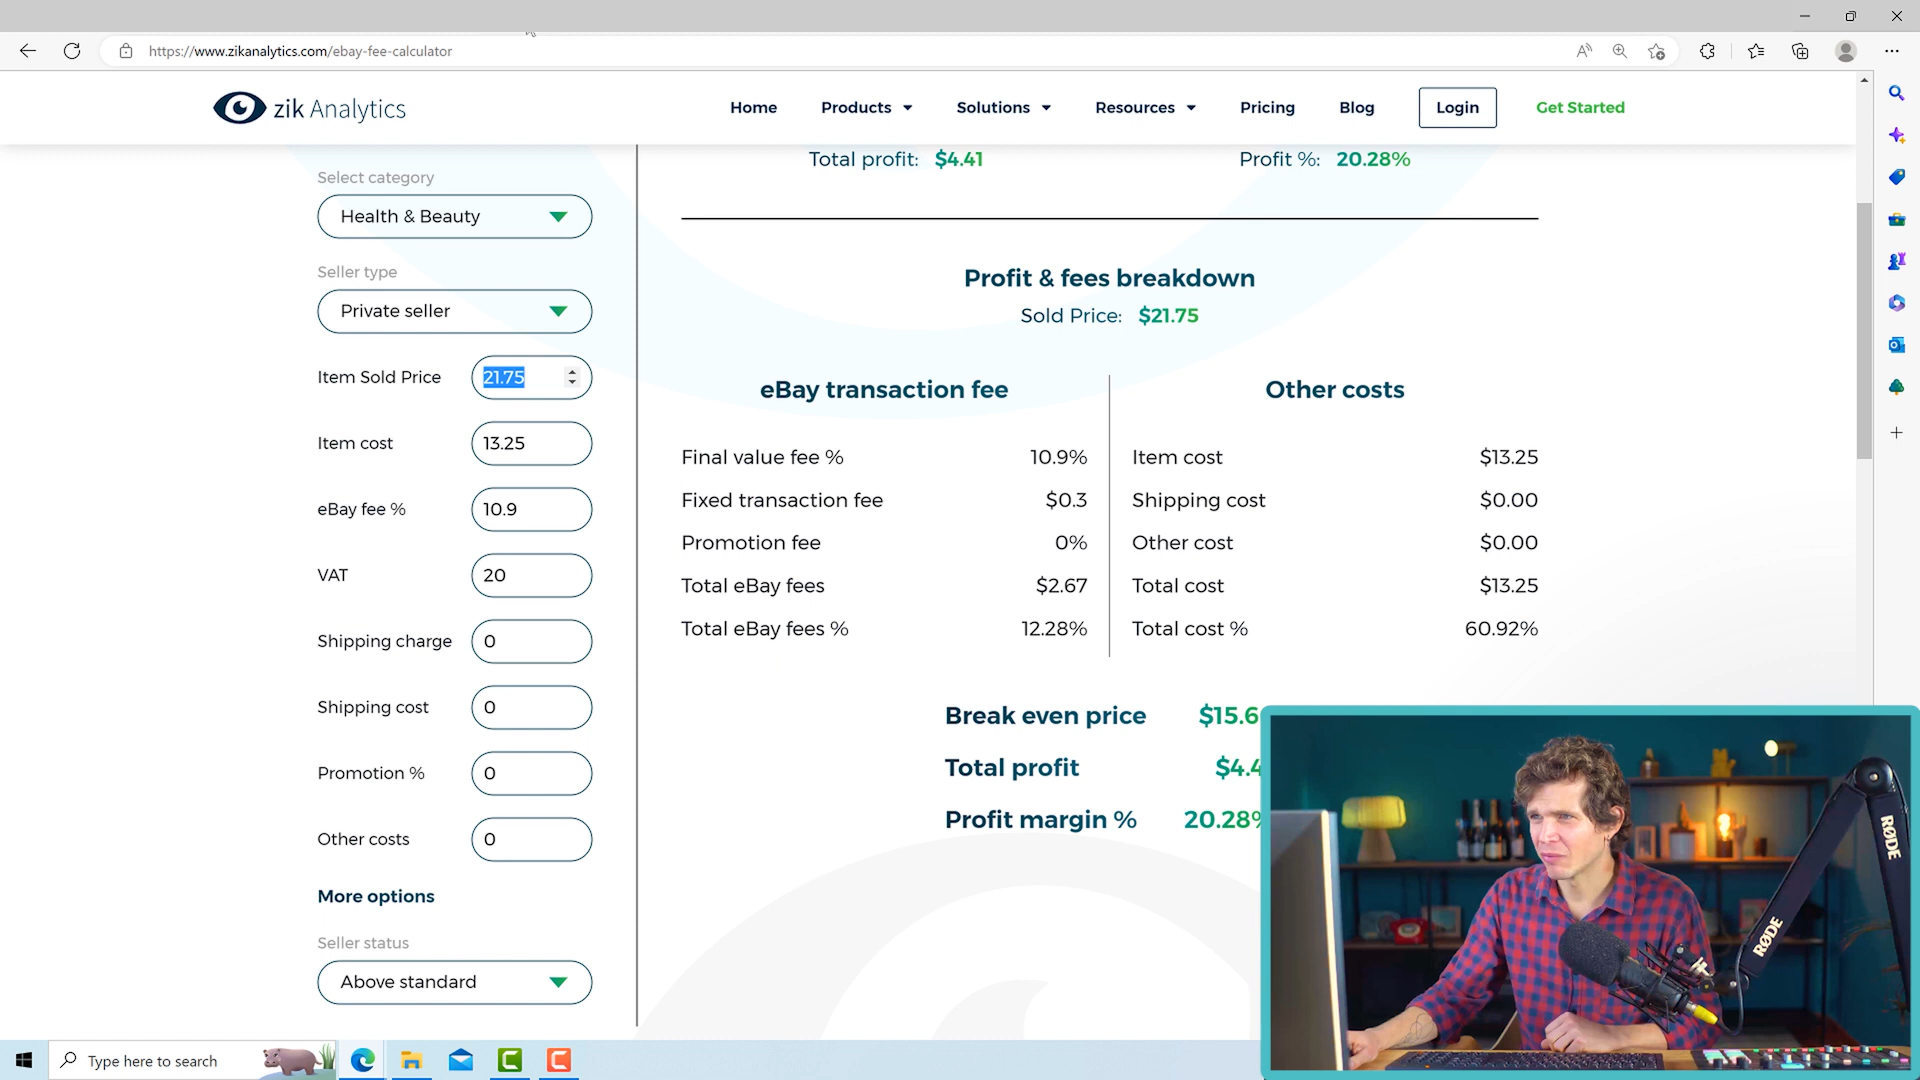 https://www.zikanalytics.com/ebay-fee-calculator
zik Analytics
Home
Products
Solutions
Resources
Pricing
Blog
Login
Get Started
Total profit: $4.41
Profit %: 20.28%
Select category
Health & Beauty
Seller type
Private seller
Item Sold Price 21.75
Item cost 13.25
eBay fee % 10.9
VAT 20
Shipping charge 0
Shipping cost 0
Promotion % 0
Other costs 0
More options
Seller status
Above standard
Profit & fees breakdown
Sold Price: $21.75
eBay transaction fee
Final value fee % 10.9%
Fixed transaction fee $0.3
Promotion fee 0%
Total eBay fees $2.67
Total eBay fees % 12.28%
Other costs
Item cost $13.25
Shipping cost $0.00
Other cost $0.00
Total cost $13.25
Total cost % 60.92%
Break even price $15.6
Total profit $4.4
Profit margin % 20.28%
RØDE
RØDE
Type here to search